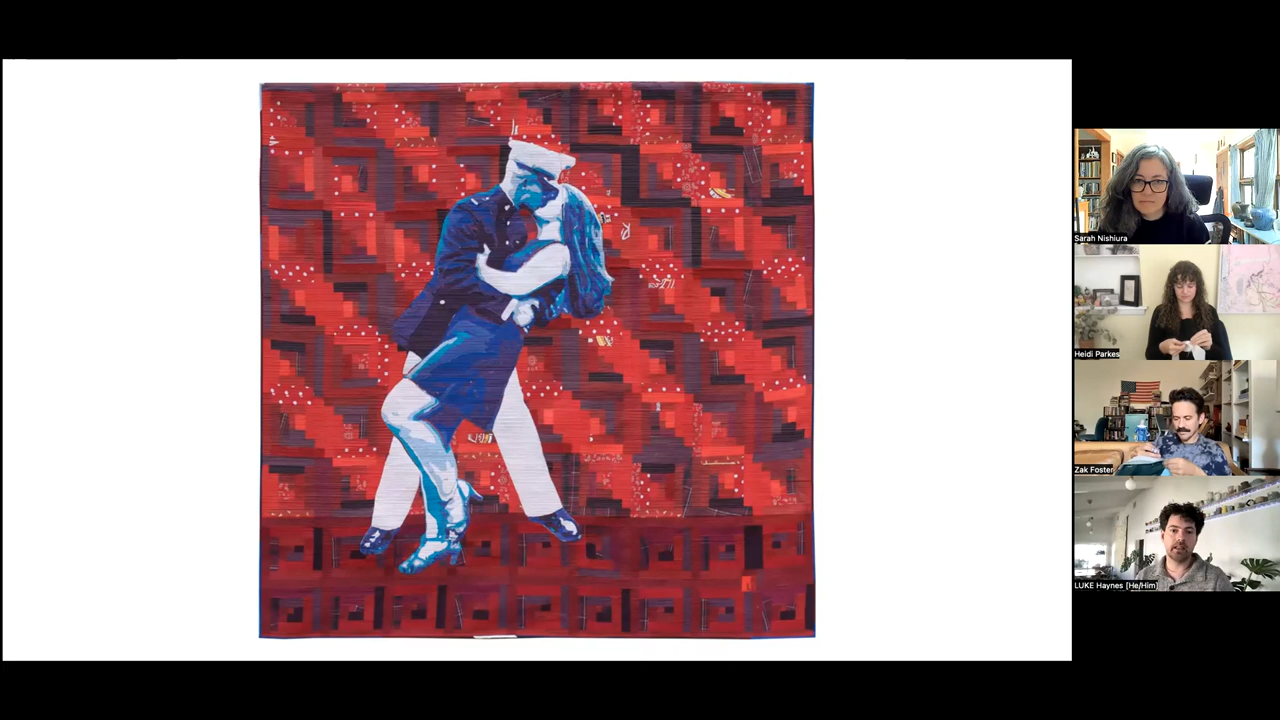 Sarah Nishiura
Heidi Parkes
Zak Foster
LUKE Haynes [He/Him]